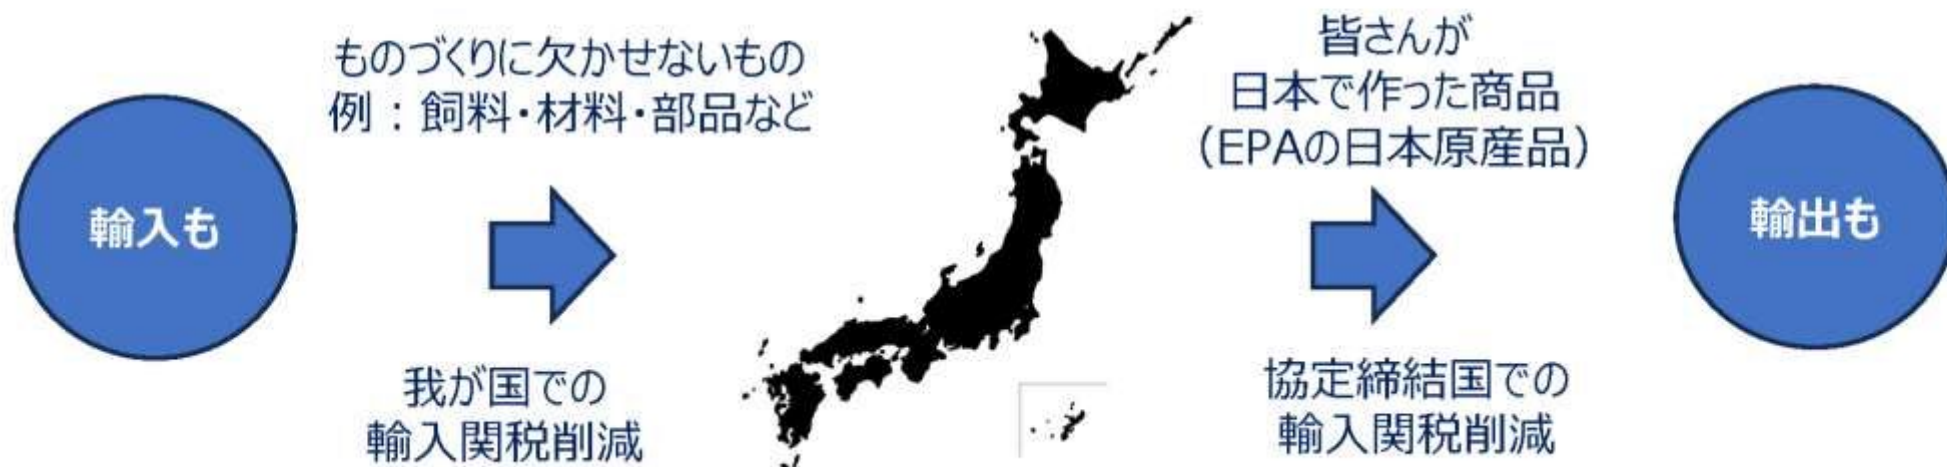 輸入も
ものづくりに欠かせないもの
例：飼料・材料・部品など
我が国での
輸入関税削減
皆さんが
日本で作った商品
（EPAの日本原産品）
協定締結国での
輸入関税削減
輸出も